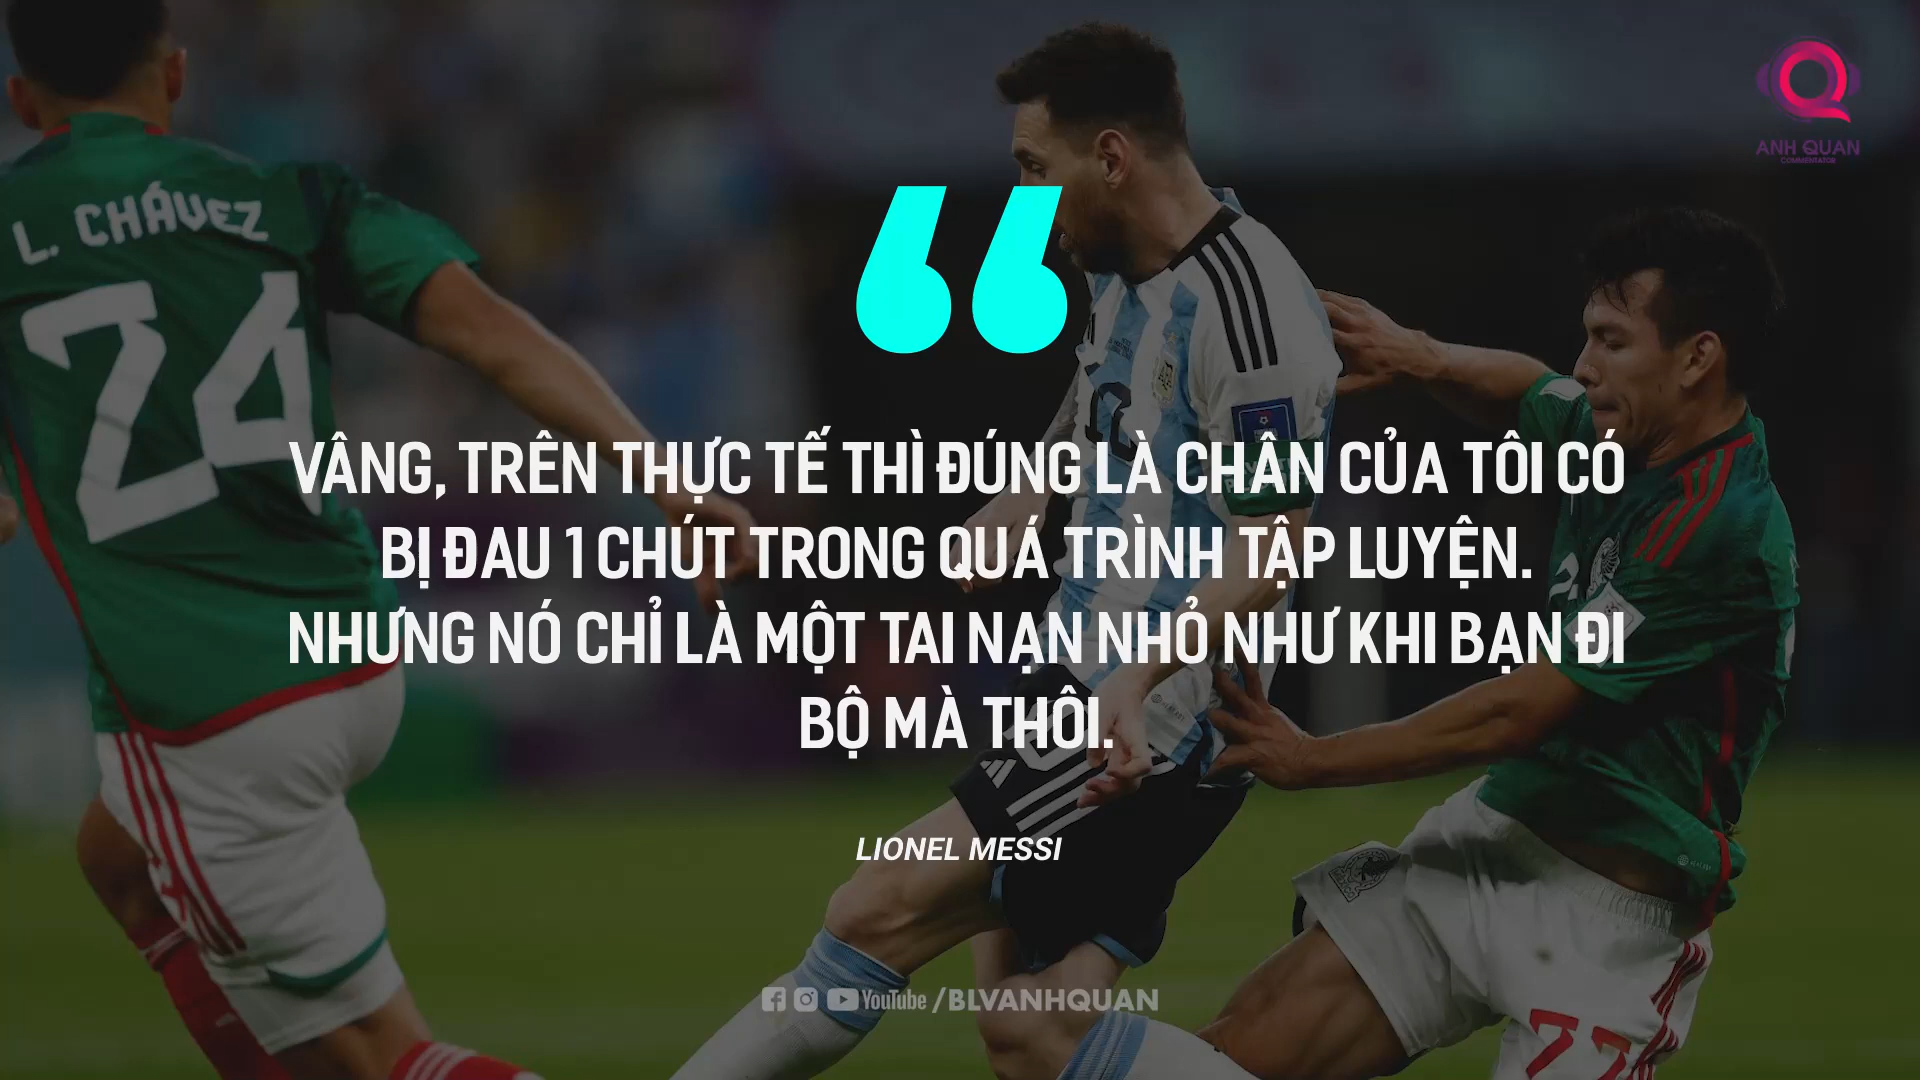 ANH QUAN
COMMENTATOR
L. CHÁVEZ
24
“
VÂNG, TRÊN THỰC TẾ THÌ ĐÚNG LÀ CHÂN CỦA TÔI CÓ
BỊ ĐAU 1 CHÚT TRONG QUÁ TRÌNH TẬP LUYỆN.
NHƯNG NÓ CHỈ LÀ MỘT TAI NẠN NHỎ NHƯ KHI BẠN ĐI
BỘ MÀ THÔI.
LIONEL MESSI
YouTube /BLVANHQUAN
22